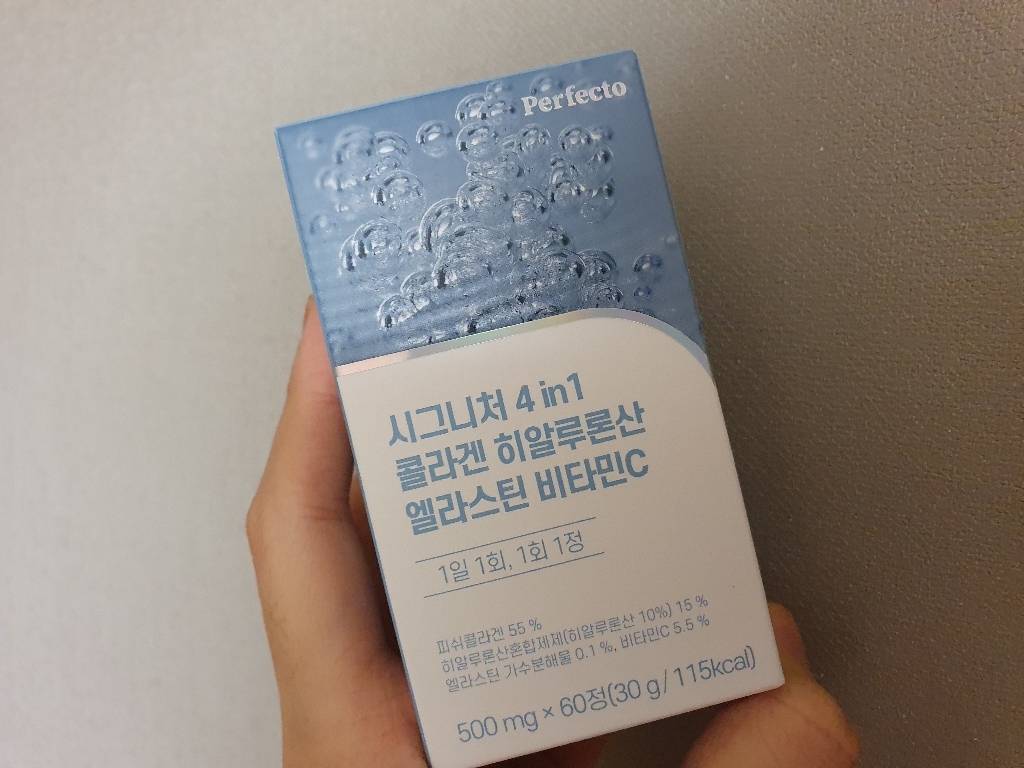 Perfecto
시그니처 4 in1
콜라겐 히알루론산
엘라스틴 비타민C
1일 1회, 1회 1정
피쉬콜라겐 55 %
히알루론산혼합제제(히알루론산 10%) 15 %
엘라스틴 가수분해물 0.1 %, 비타민C 5.5 %
500 mg × 60정(30 g / 115kcal)